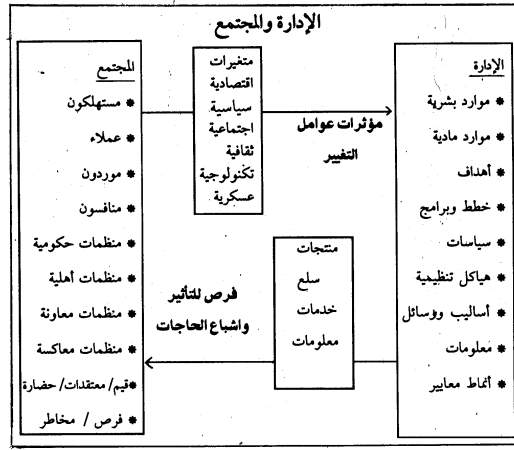 الإدارة والمجتمع
الإدارة
* موارد بشرية
* موارد مادية
* أهداف
* خطط وبرامج
* سياسات
* هياكل تنظيمية
* أساليب ووسائل
* معلومات
* أنماط معايير
مؤثرات عوامل
التغيير
متغيرات
اقتصادية
سياسية
اجتماعية
ثقافية
تكنولوجية
عسكرية
منتجات
سلع
خدمات
معلومات
فرص للتأثير
واشباع الحاجات
المجتمع
* مستهلكون
* عملاء
* موردون
* منافسون
* منظمات حكومية
* منظمات أهلية
* منظمات معاونة
* منظمات معاكسة
* قيم/ معتقدات/ حضارة
* فرص / مخاطر